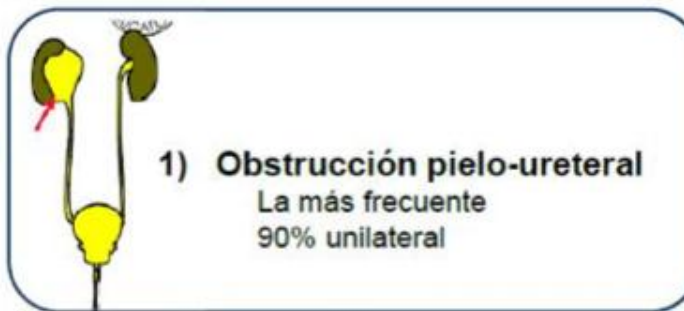 1) Obstrucción pielo-ureteral
La más frecuente
90% unilateral